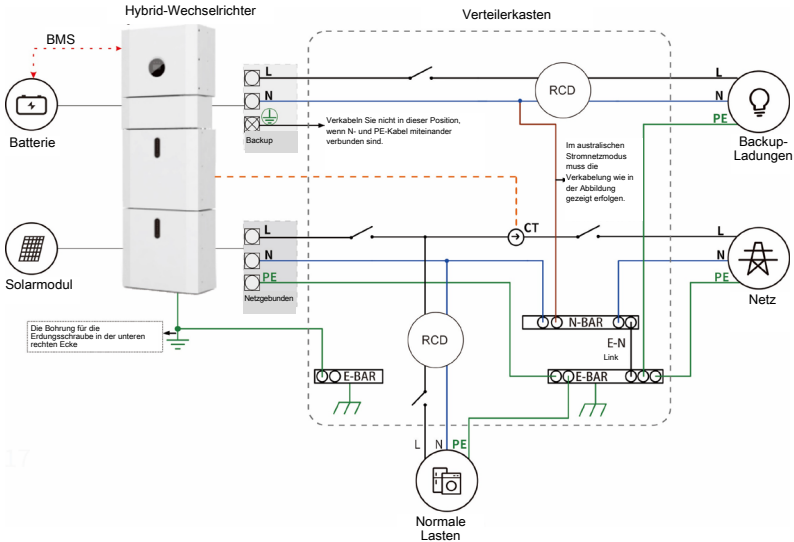 Hybrid-Wechselrichter
Verteilerkasten
BMS
Batterie
L
N
Backup
Verkabeln Sie nicht in dieser Position,
wenn N- und PE-Kabel miteinander
verbunden sind.
RCD
L
N
PE
Backup-
Ladungen
Im australischen
Stromnetzmodus
muss die
Verkabelung wie in
der Abbildung
gezeigt erfolgen.
Solarmodul
L
N
PE
Netzgebunden
CT
L
N
PE
Netz
Die Bohrung für die
Erdungsschraube in der unteren
rechten Ecke
RCD
N-BAR
E-N
Link
E-BAR
E-BAR
L N PE
Normale
Lasten
17